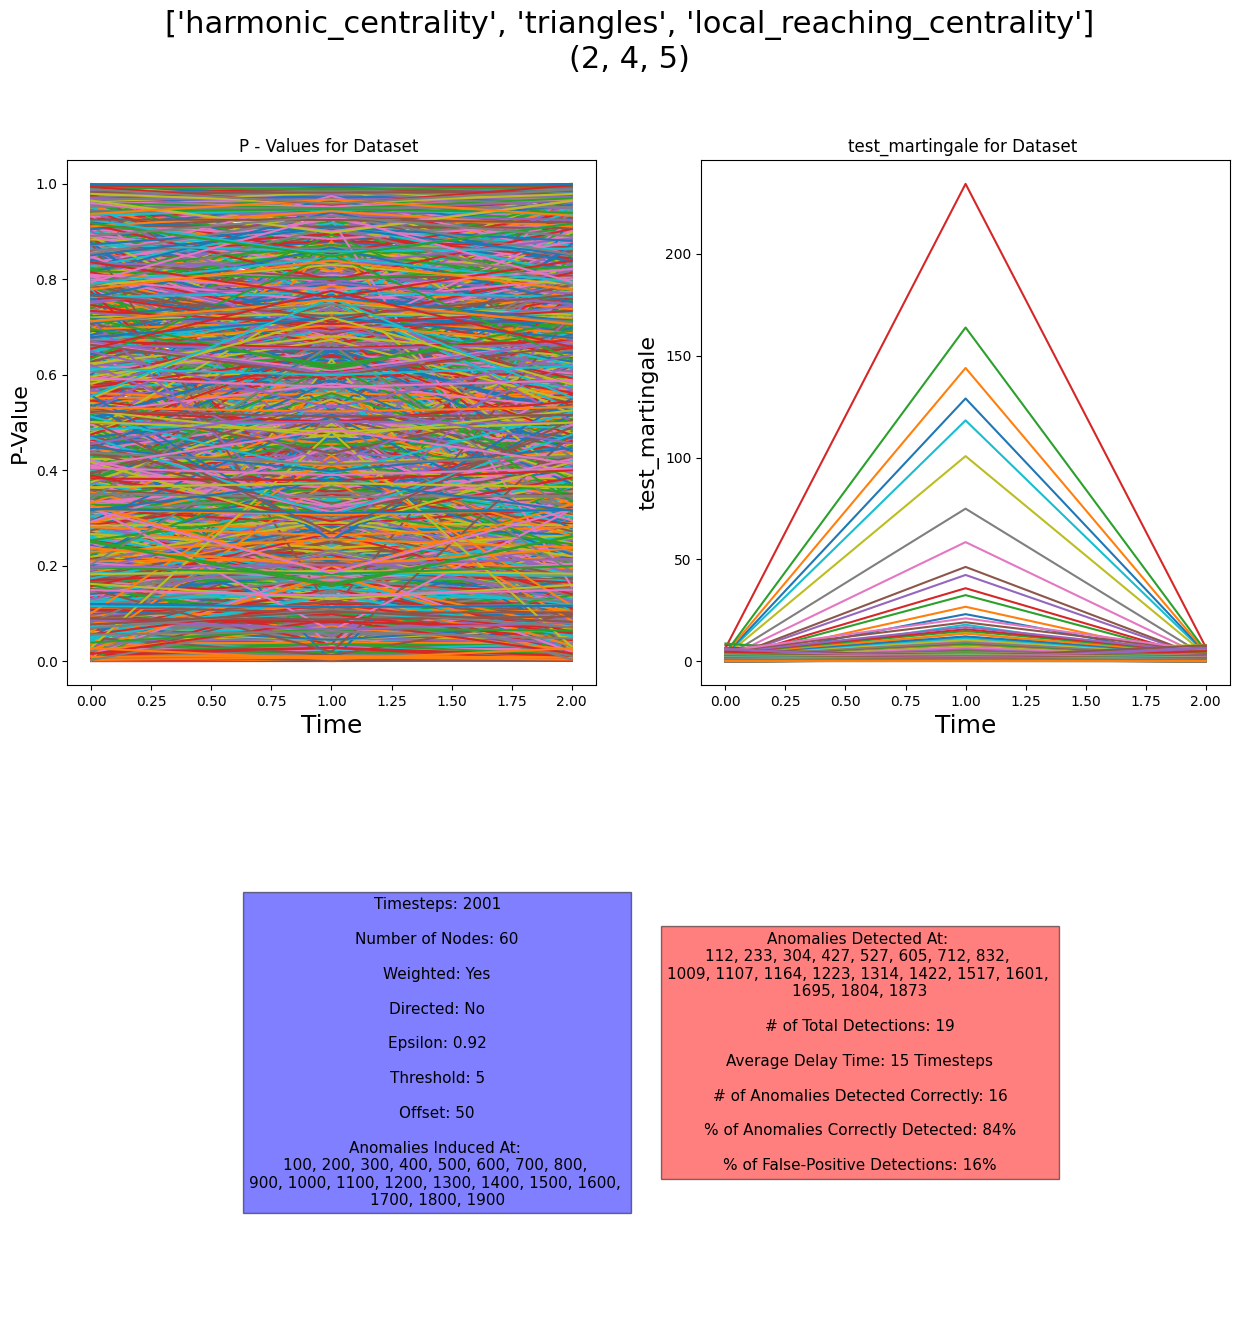 ['harmonic_centrality', 'triangles', 'local_reaching_centrality']
(2, 4, 5)
P - Values for Dataset
P-Value
1.0
0.8
0.6
0.4
0.2
0.0
0.00 0.25 0.50 0.75 1.00 1.25 1.50 1.75 2.00
Time
test_martingale for Dataset
test_martingale
200
150
100
50
0
0.00 0.25 0.50 0.75 1.00 1.25 1.50 1.75 2.00
Time
Timesteps: 2001
Number of Nodes: 60
Weighted: Yes
Directed: No
Epsilon: 0.92
Threshold: 5
Offset: 50
Anomalies Induced At:
100, 200, 300, 400, 500, 600, 700, 800,
900, 1000, 1100, 1200, 1300, 1400, 1500, 1600,
1700, 1800, 1900
Anomalies Detected At:
112, 233, 304, 427, 527, 605, 712, 832,
1009, 1107, 1164, 1223, 1314, 1422, 1517, 1601,
1695, 1804, 1873
# of Total Detections: 19
Average Delay Time: 15 Timesteps
# of Anomalies Detected Correctly: 16
% of Anomalies Correctly Detected: 84%
% of False-Positive Detections: 16%